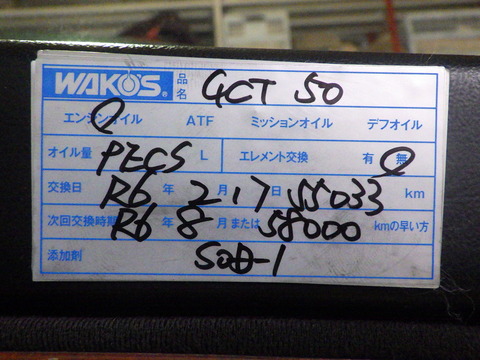 WAKO'S® 品名 4CT 50
エンジンオイル ATF ミッションオイル デフオイル
オイル量 PECS L エレメント交換 有 無
交換日 R6 年 2 月 17 日 55033 km
次回交換時期 R6 年 8 月 または 58000 kmの早い方
添加剤 SOD-1